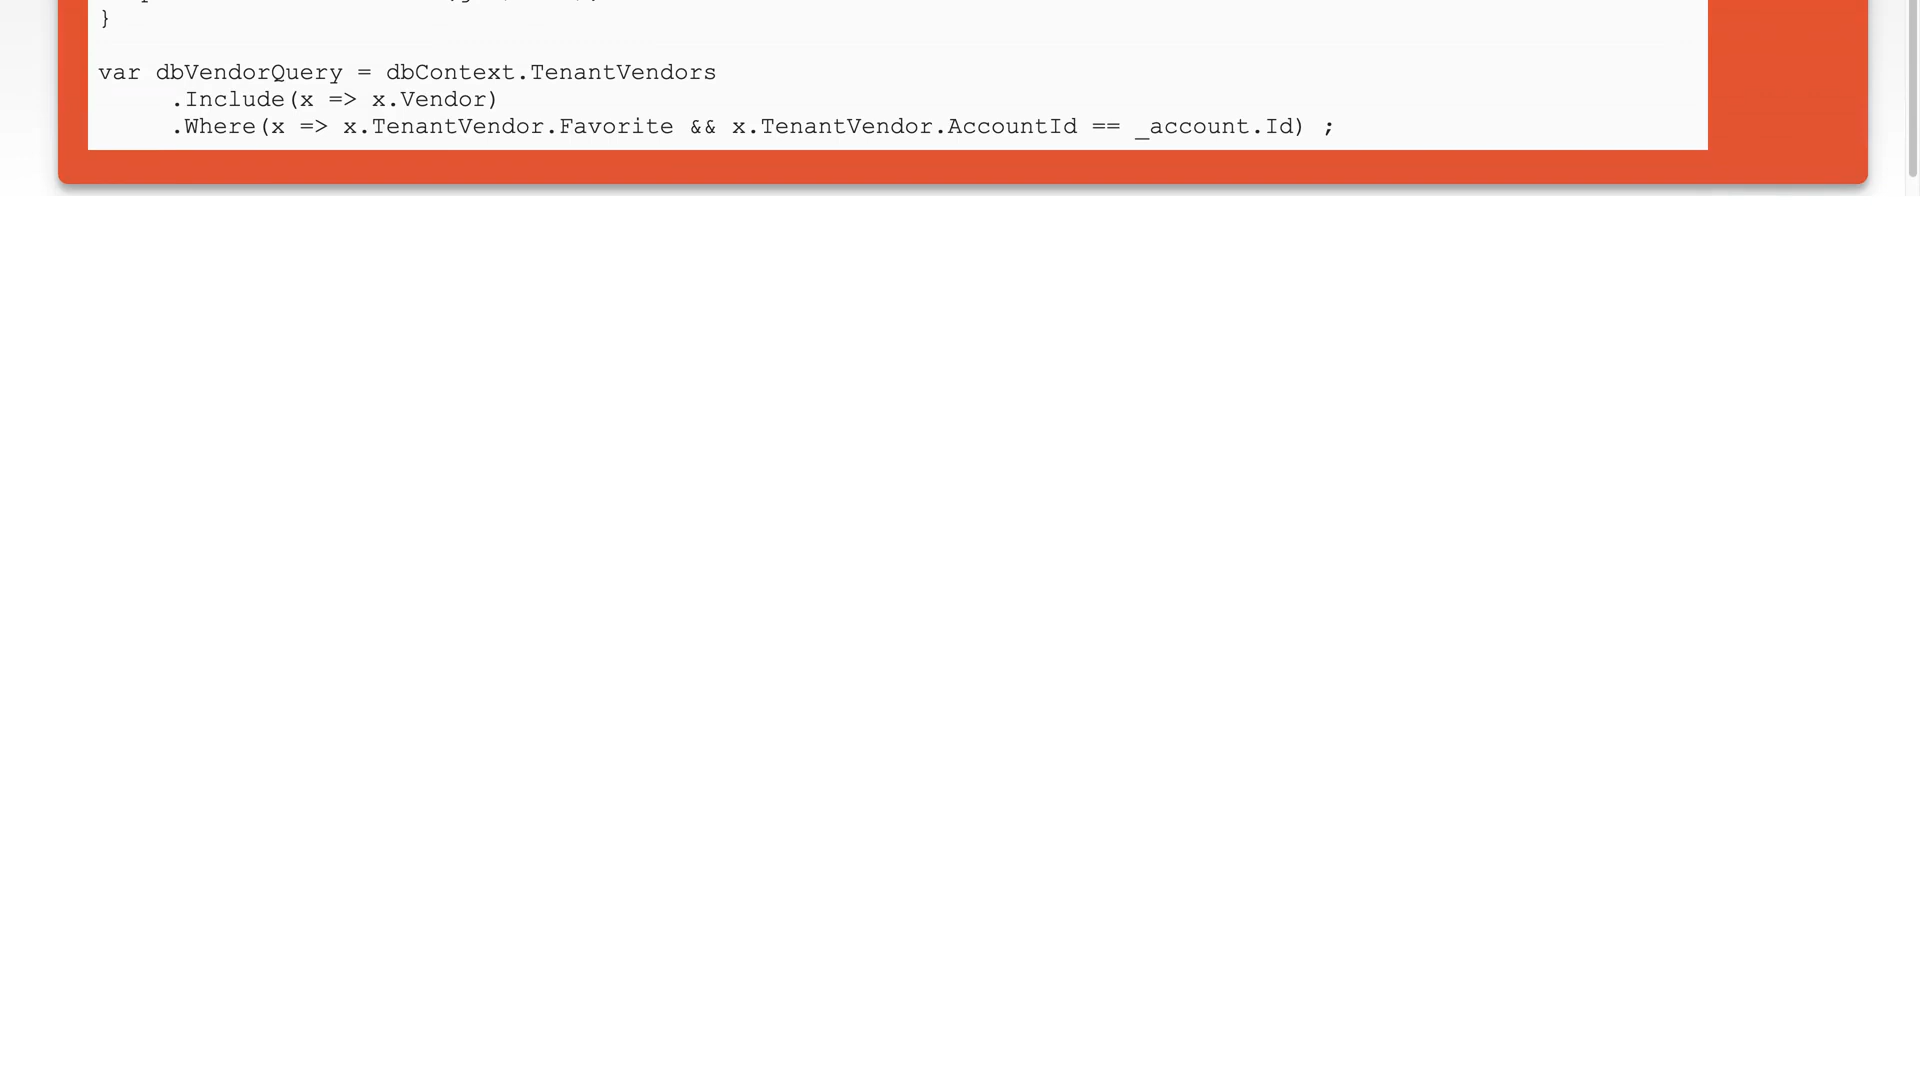 }
var dbVendorQuery = dbContext.TenantVendors
.Include(x => x.Vendor)
.Where(x => x.TenantVendor.Favorite && x.TenantVendor.AccountId == _account.Id) ;